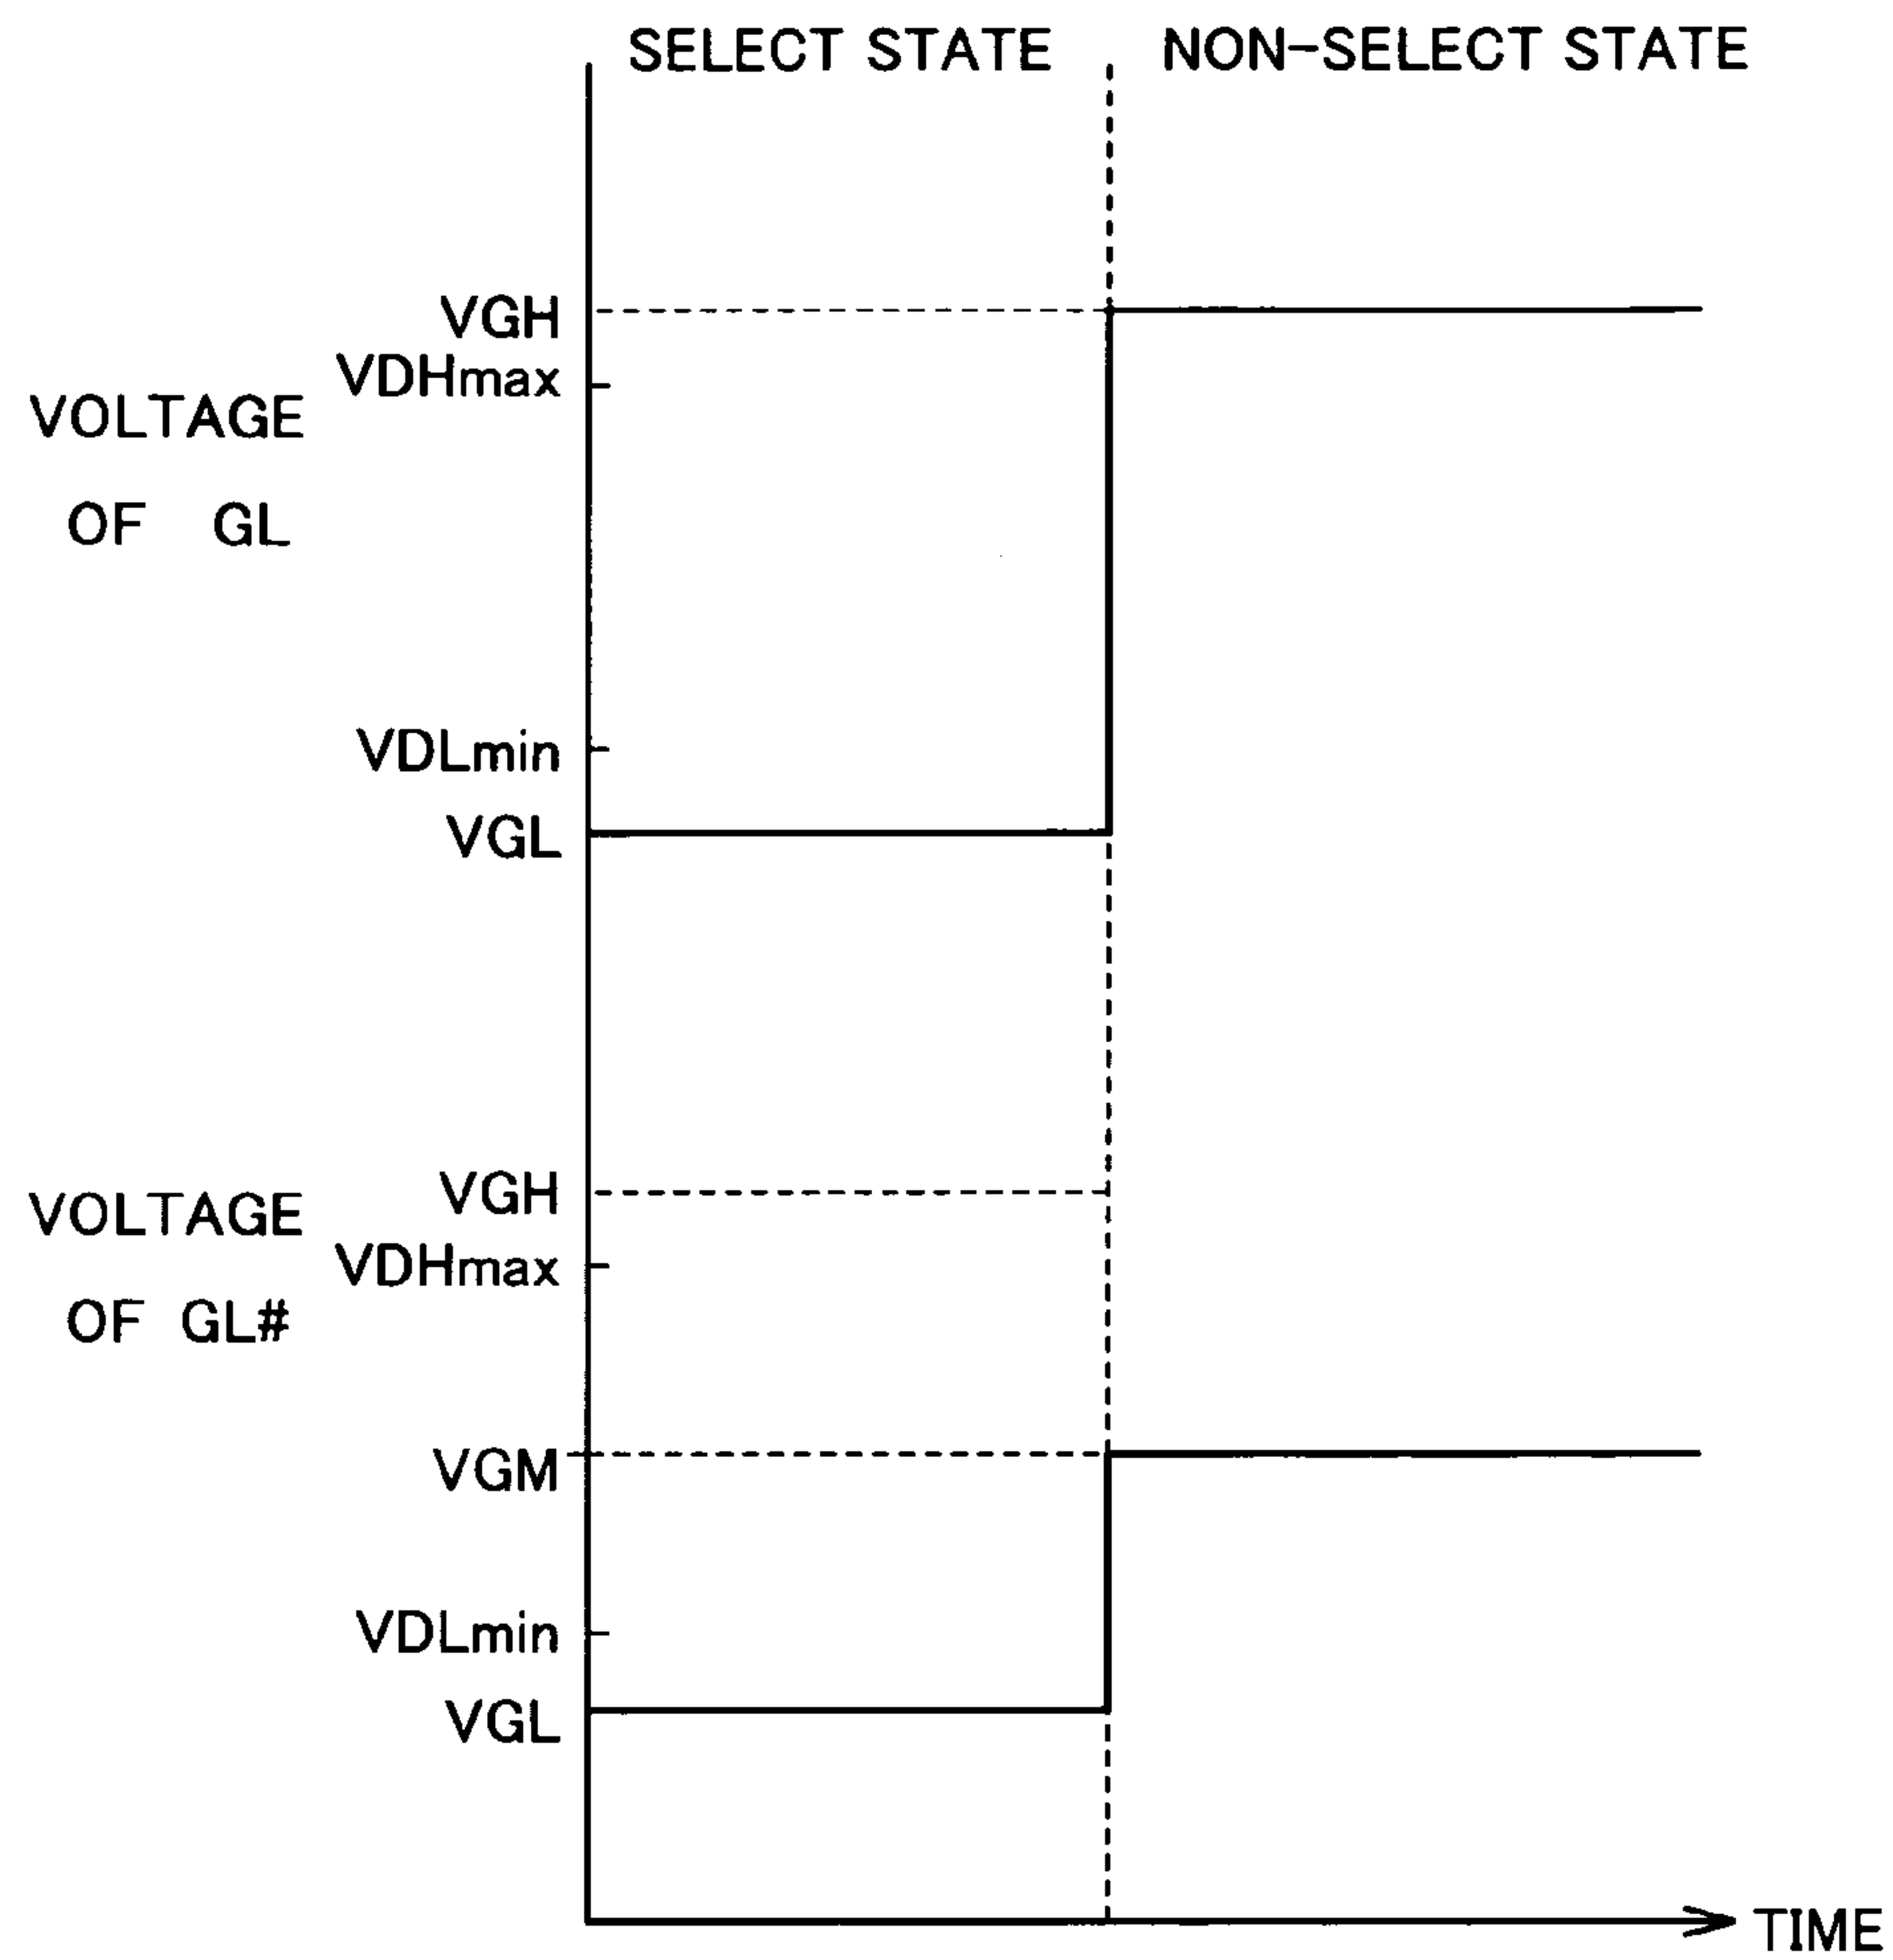 SELECT STATE
NON-SELECT STATE
VGH
VDHmax
VOLTAGE
OF GL
VDLmin
VGL
VGH
VOLTAGE
VDHmax
OF GL#
VGM
VDLmin
VGL
TIME